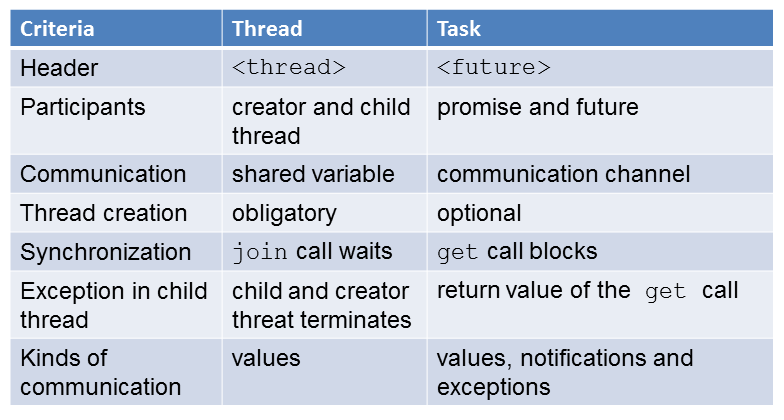 Criteria Thread Task
Header <thread> <future>
Participants creator and child promise and future
thread
Communication shared variable communication channel
Thread creation obligatory optional
Synchronization join call waits get call blocks
Exception in child child and creator return value of the get call
thread threat terminates
Kinds of values values, notifications and
communication exceptions